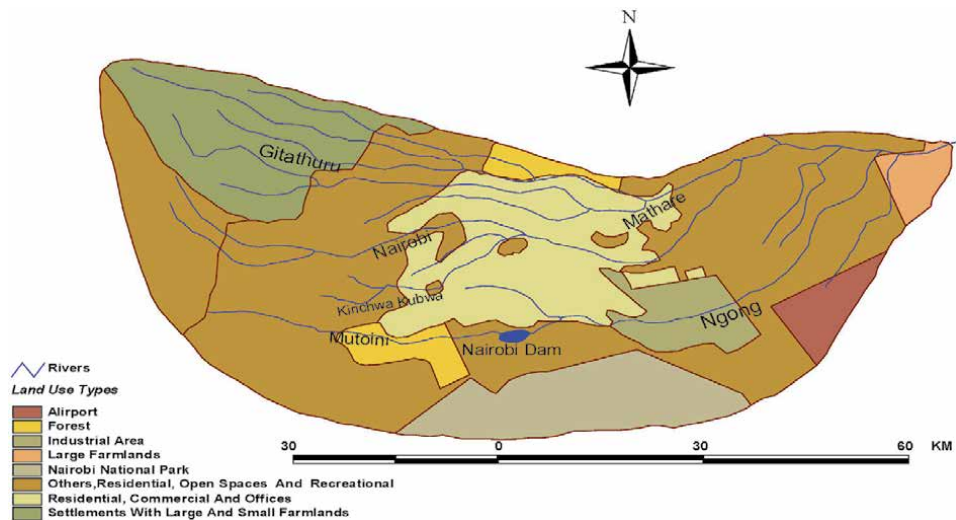 N
Gitathuru
Mathare
Nairobi
Kinchwa Kubwa
Ngong
Mutoini
Nairobi Dam
Rivers
Land Use Types
Alirport
Forest
Industrial Area
Large Farmlands
Nairobi National Park
Others,Residential, Open Spaces And Recreational
Residential, Commercial And Offices
Settlements With Large And Small Farmlands
30 0 30 60 KM